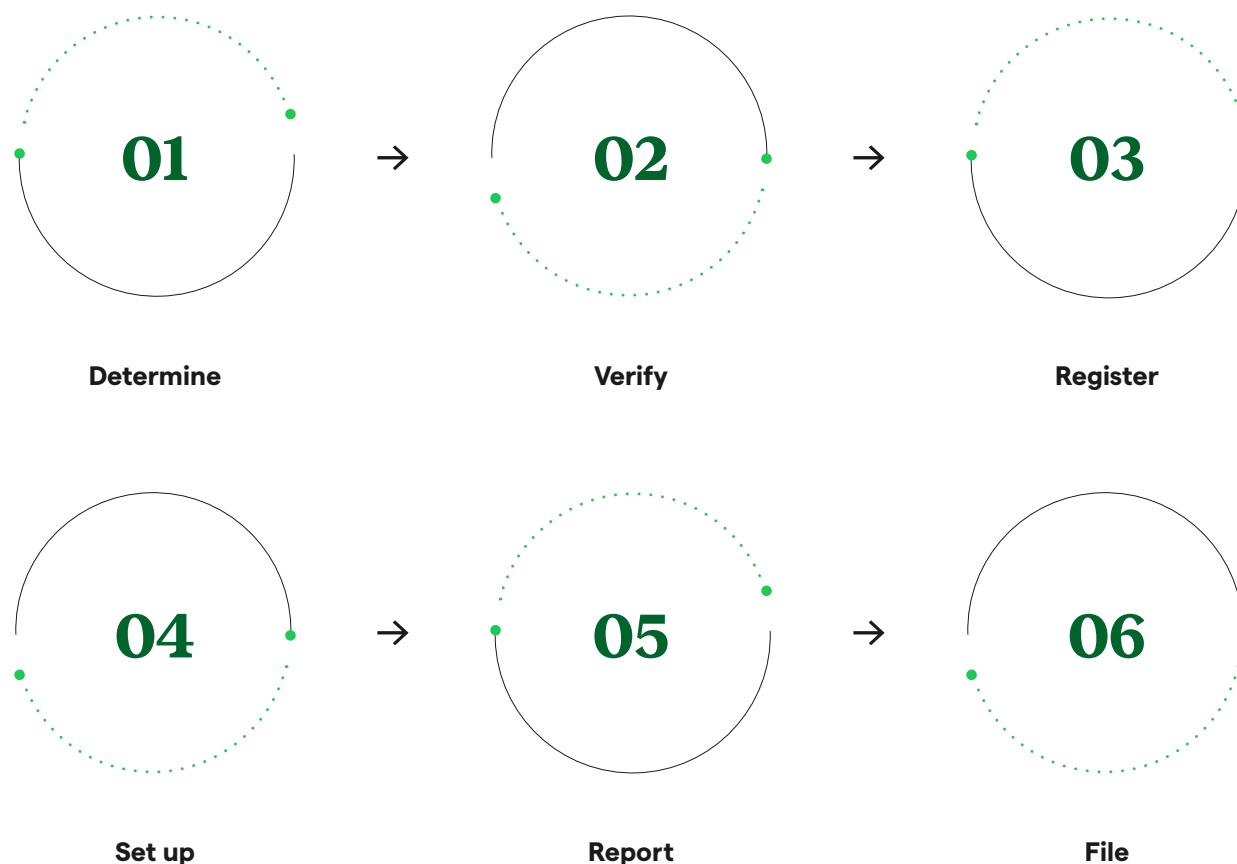 01
02
03
Determine
Verify
Register
04
05
06
Set up
Report
File